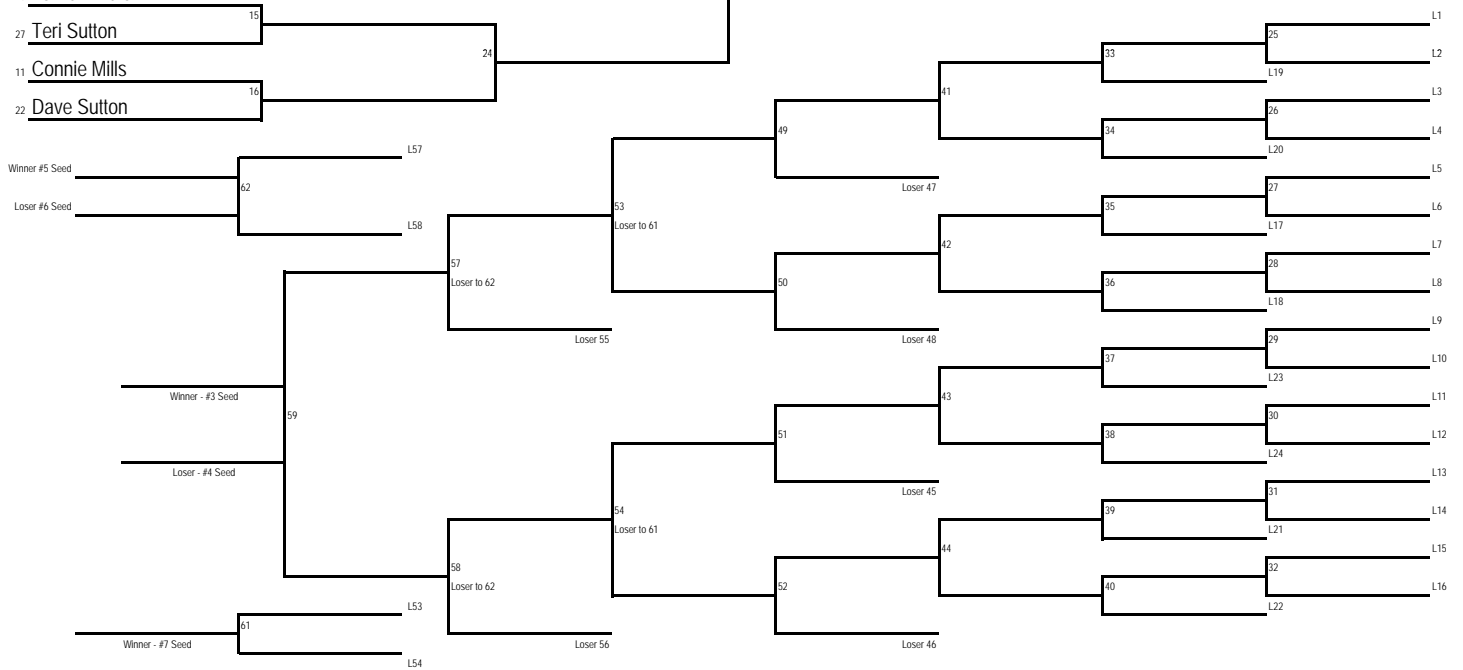 15
27 Teri Sutton
24
11 Connie Mills
16
22 Dave Sutton
L57
Winner #5 Seed
62
Loser #6 Seed
L58
57
Loser to 62
53
Loser to 61
Loser 55
49
Loser 47
50
Loser 48
41
42
33
L19
34
L20
35
L17
36
L18
25
L1
L2
26
L3
L4
27
L5
L6
28
L7
L8
Winner - #3 Seed
59
Loser - #4 Seed
58
Loser to 62
54
Loser to 61
Loser 56
51
Loser 45
52
Loser 46
43
44
37
L23
38
L24
39
L21
40
L22
29
L9
L10
30
L11
L12
31
L13
L14
32
L15
L16
L53
61
Winner - #7 Seed
L54